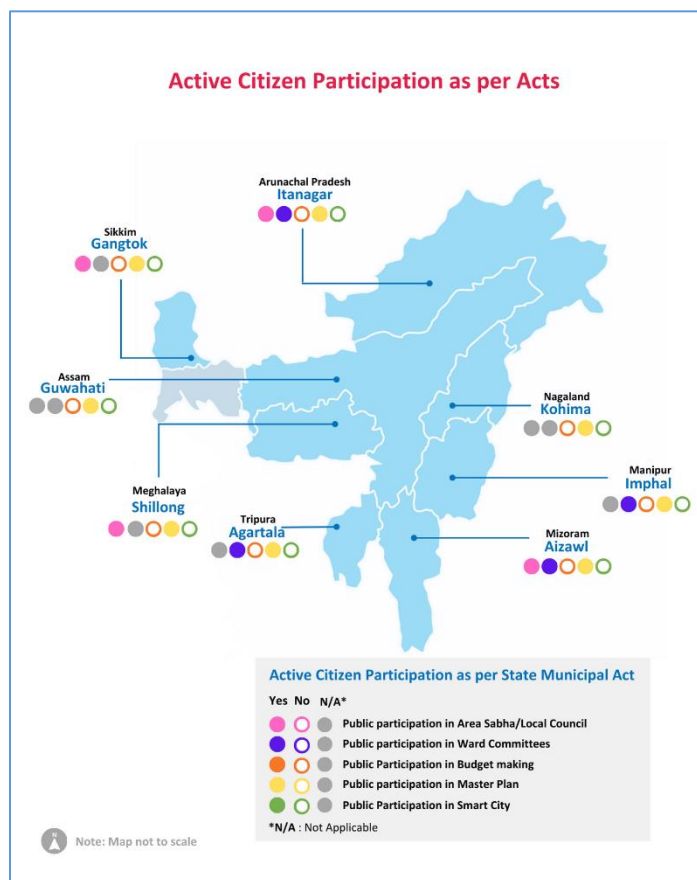 Active Citizen Participation as per Acts
Arunachal Pradesh
Itanagar
Sikkim
Gangtok
Assam
Guwahati
Nagaland
Kohima
Manipur
Imphal
Meghalaya
Shillong
Tripura
Agartala
Mizoram
Aizawl
Active Citizen Participation as per State Municipal Act
Yes No N/A*
Public participation in Area Sabha/Local Council
Public participation in Ward Committees
Public Participation in Budget making
Public participation in Master Plan
Public Participation in Smart City
*N/A : Not Applicable
N
Note: Map not to scale